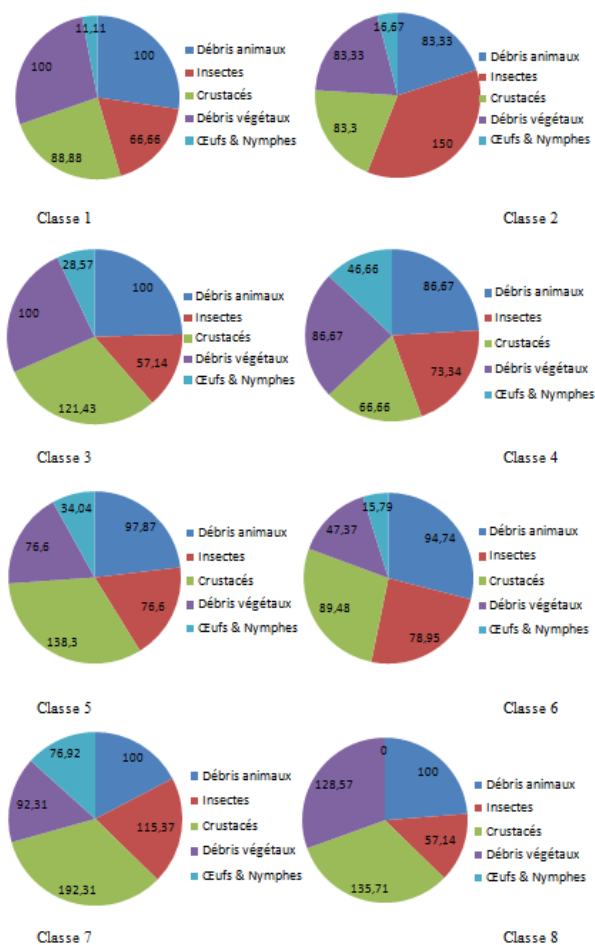 11,11
100
100
66,66
88,88
Débris animaux
Insectes
Crustacés
Débris végétaux
Œufs & Nymphes
Classe 1
16,67
83,33
83,33
83,3
150
Débris animaux
Insectes
Crustacés
Débris végétaux
Œufs & Nymphes
Classe 2
28,57
100
100
57,14
121,43
Débris animaux
Insectes
Crustacés
Débris végétaux
Œufs & Nymphes
Classe 3
46,66
86,67
86,67
73,34
66,66
Débris animaux
Insectes
Crustacés
Débris végétaux
Œufs & Nymphes
Classe 4
34,04
97,87
76,6
76,6
138,3
Débris animaux
Insectes
Crustacés
Débris végétaux
Œufs & Nymphes
Classe 5
15,79
47,37
94,74
89,48
78,95
Débris animaux
Insectes
Crustacés
Débris végétaux
Œufs & Nymphes
Classe 6
76,92
100
92,31
115,37
192,31
Débris animaux
Insectes
Crustacés
Débris végétaux
Œufs & Nymphes
Classe 7
0
100
128,57
57,14
135,71
Débris animaux
Insectes
Crustacés
Débris végétaux
Œufs & Nymphes
Classe 8